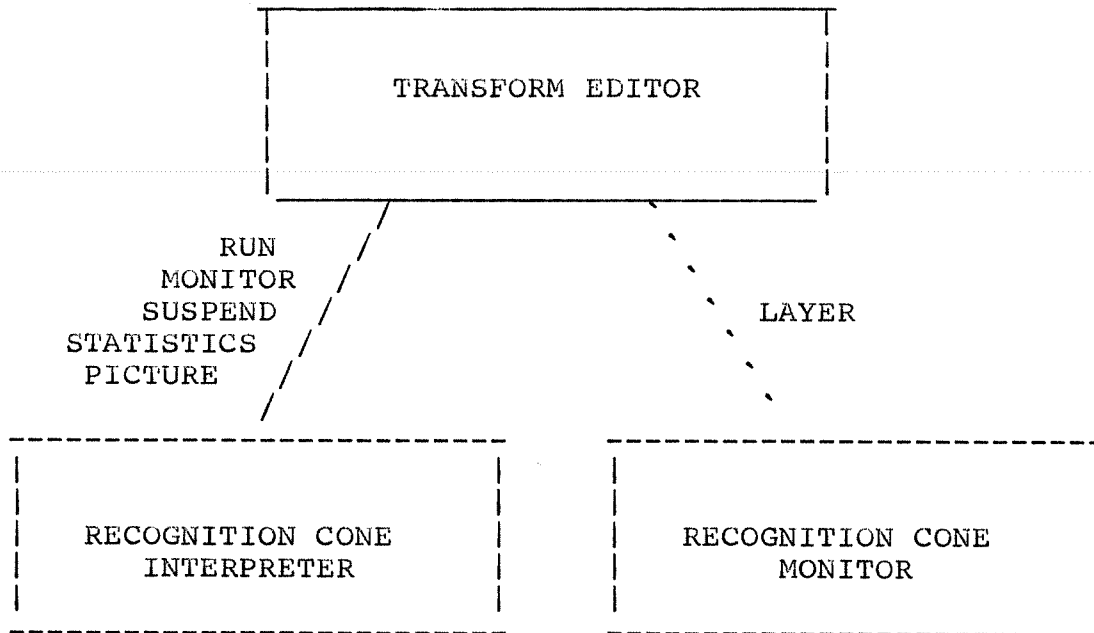 TRANSFORM EDITOR
RUN
MONITOR
SUSPEND
STATISTICS
PICTURE
LAYER
RECOGNITION CONE
INTERPRETER
RECOGNITION CONE
MONITOR